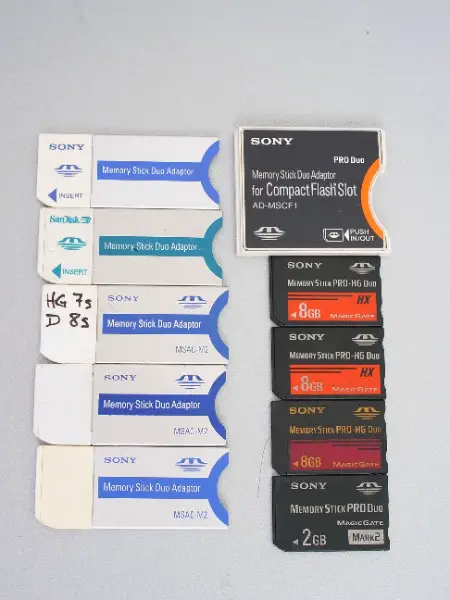 SONY
INSERT
Memory Stick Duo Adaptor
SanDisk
INSERT
Memory Stick Duo Adaptor
HG 7s
D 8s
SONY
Memory Stick Duo Adaptor
MSAC-M2
SONY
Memory Stick Duo Adaptor
MSAC-M2
SONY
Memory Stick Duo Adaptor
MSAC-M2
SONY
PRO DUO
Memory Stick Duo Adaptor
for CompactFlash Slot
AD-MSCF1
PUSH
IN/OUT
SONY
MEMORY STICK PRO-HG DUO
HX
8GB
MAGICGATE
SONY
MEMORY STICK PRO-HG DUO
HX
8GB
MAGICGATE
SONY
MEMORY STICK PRO-HG DUO
8GB
MAGICGATE
SONY
MEMORY STICK PRO DUO
MAGICGATE
2GB
MARK2